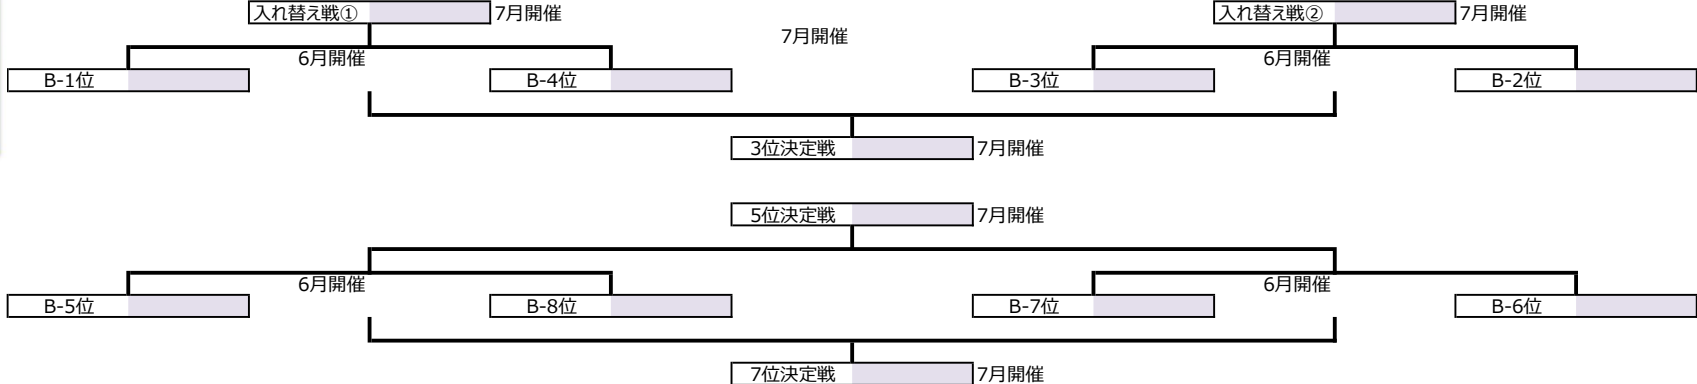 入れ替え戦① 7月開催 入れ替え戦② 7月開催
7月開催
6月開催 6月開催
B-1位 B-4位 B-3位 B-2位
3位決定戦 7月開催
5位決定戦 7月開催
6月開催 6月開催
B-5位 B-8位 B-7位 B-6位
7位決定戦 7月開催